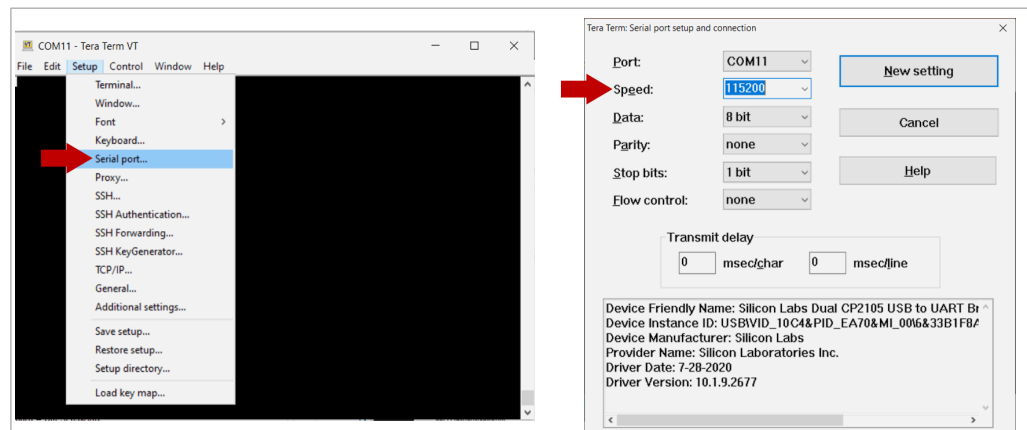 COM11 - Tera Term VT
File Edit Setup Control Window Help
Terminal...
Window...
Font
Keyboard...
Serial port...
Proxy...
SSH...
SSH Authentication...
SSH Forwarding...
SSH KeyGenerator...
TCP/IP...
General...
Additional settings...
Save setup...
Restore setup...
Setup directory...
Load key map...
Tera Term: Serial port setup and connection
Port: COM11
Speed: 115200
Data: 8 bit
Parity: none
Stop bits: 1 bit
Flow control: none
New setting
Cancel
Help
Transmit delay
0 msec/char 0 msec/line
Device Friendly Name: Silicon Labs Dual CP2105 USB to UART Br
Device Instance ID: USB\VID_10C4&PID_EA70&MI_00\6&33B1F8
Device Manufacturer: Silicon Labs
Provider Name: Silicon Laboratories Inc.
Driver Date: 7-28-2020
Driver Version: 10.1.9.2677